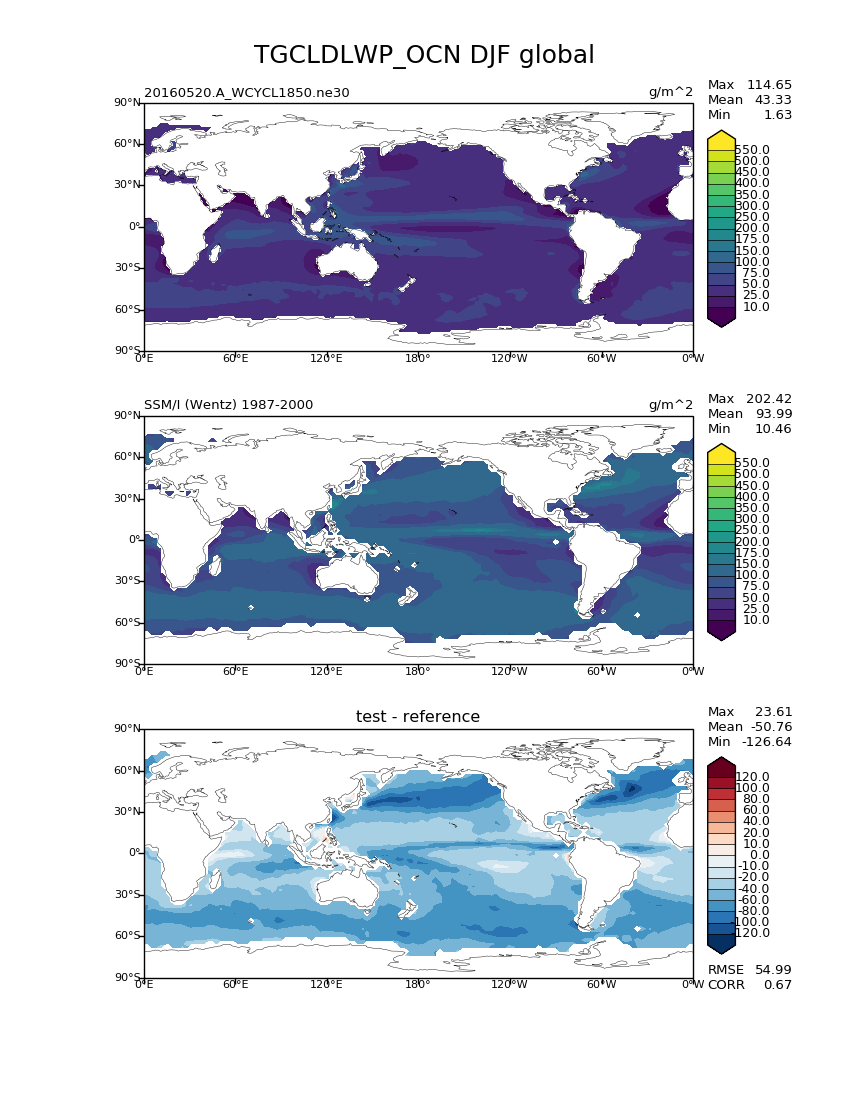 TGCLDLWP_OCN DJF global
20160520.A_WCYCL1850.ne30
g/m^2
Max 114.65
Mean 43.33
Min 1.63
90°N
60°N
30°N
0°
30°S
60°S
90°S
0°E 60°E 120°E 180° 120°W 60°W 0°W
550.0
500.0
450.0
400.0
350.0
300.0
250.0
200.0
175.0
150.0
100.0
75.0
50.0
25.0
10.0
SSM/I (Wentz) 1987-2000
g/m^2
Max 202.42
Mean 93.99
Min 10.46
90°N
60°N
30°N
0°
30°S
60°S
90°S
0°E 60°E 120°E 180° 120°W 60°W 0°W
550.0
500.0
450.0
400.0
350.0
300.0
250.0
200.0
175.0
150.0
100.0
75.0
50.0
25.0
10.0
test - reference
Max 23.61
Mean -50.76
Min -126.64
90°N
60°N
30°N
0°
30°S
60°S
90°S
0°E 60°E 120°E 180° 120°W 60°W 0°W
120.0
100.0
80.0
60.0
40.0
20.0
10.0
0.0
-10.0
-20.0
-40.0
-60.0
-80.0
-100.0
-120.0
RMSE 54.99
CORR 0.67